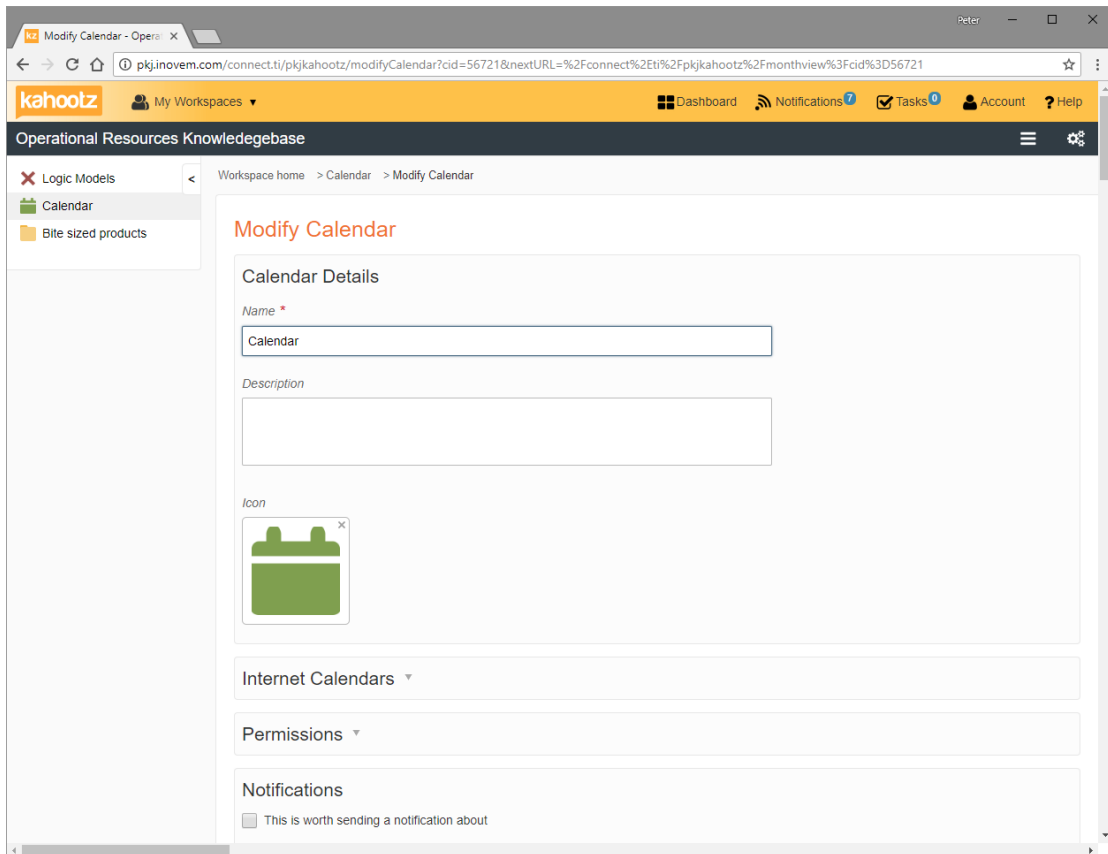 Peter
kz Modify Calendar - Opera
pkj.inovem.com/connect.ti/pkjkahootz/modifyCalendar?cid=56721&nextURL=%2Fconnect%2Eti%2Fpkjkahootz%2Fmonthview%3Fcid%3D56721
kahootz My Workspaces Dashboard Notifications 7 Tasks 0 Account ? Help
Operational Resources Knowledegebase
Logic Models < Workspace home > Calendar > Modify Calendar
Calendar
Bite sized products
Modify Calendar
Calendar Details
Name *
Calendar
Description
Icon
Internet Calendars
Permissions
Notifications
This is worth sending a notification about